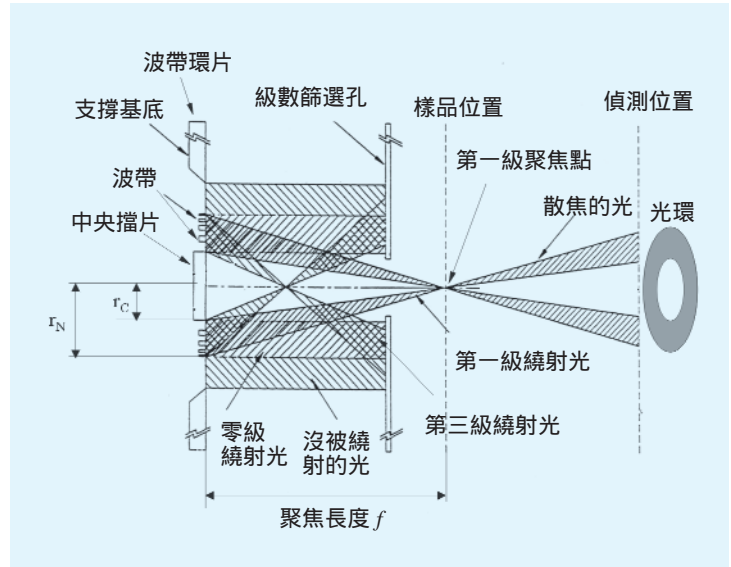 波帶環片
支撐基底
級數篩選孔
樣品位置
偵測位置
第一級聚焦點
波帶
散焦的光
光環
中央擋片
r_C
r_N
第一級繞射光
第三級繞射光
零級
繞射光
沒被繞
射的光
聚焦長度 f